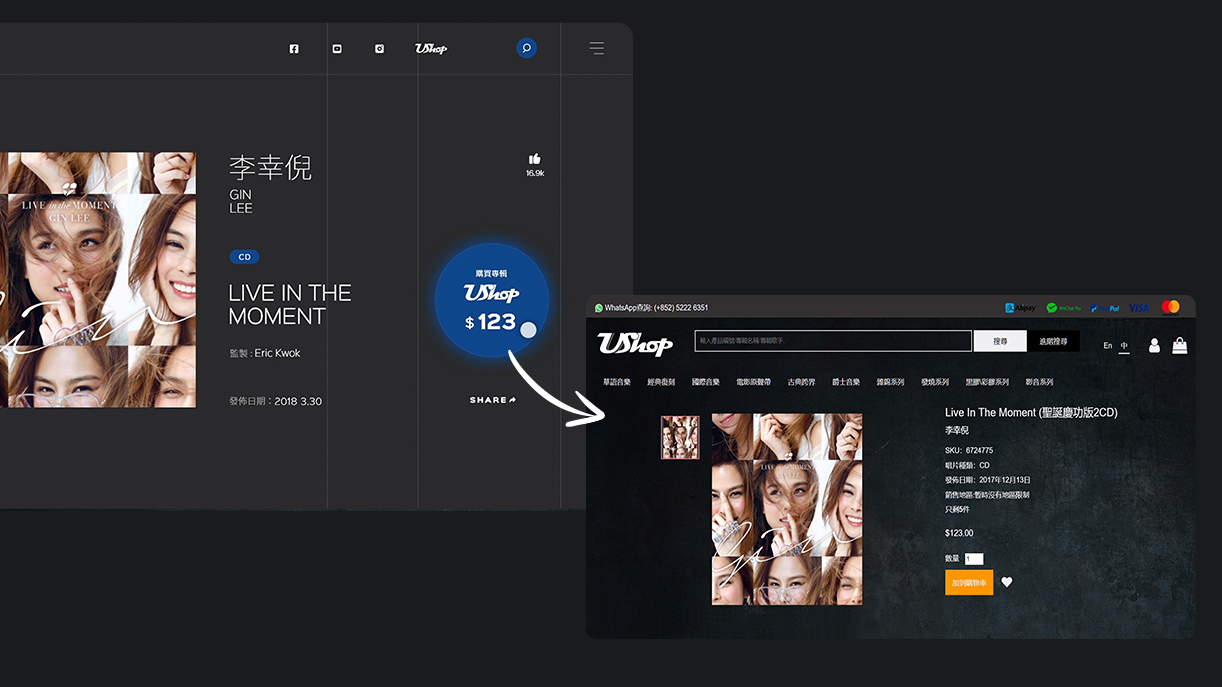 UShop
李幸倪
GIN
LEE
16.9k
CD
LIVE IN THE
MOMENT
監製 : Eric Kwok
發佈日期 : 2018 3.30
購買專輯
UShop
$ 123
SHARE
LIVE in the MOMENT
GIN LEE
WhatsApp查詢: (+852) 5222 6351
Alipay
WeChat Pay
PayPal
VISA
UShop
輸入產品編號/專輯名稱/專輯歌手..
搜尋
進階搜尋
En
中
華語音樂
經典復刻
國際音樂
電影原聲帶
古典跨界
爵士音樂
雜錦系列
發燒系列
黑膠\彩膠系列
影音系列
LIVE in the MOMENT
GIN LEE
Live In The Moment (聖誕慶功版2CD)
李幸倪
SKU: 6724775
唱片種類: CD
發佈日期: 2017年12月13日
銷售地區:暫時沒有地區限制
只剩5件
$123.00
數量 1
加到購物車